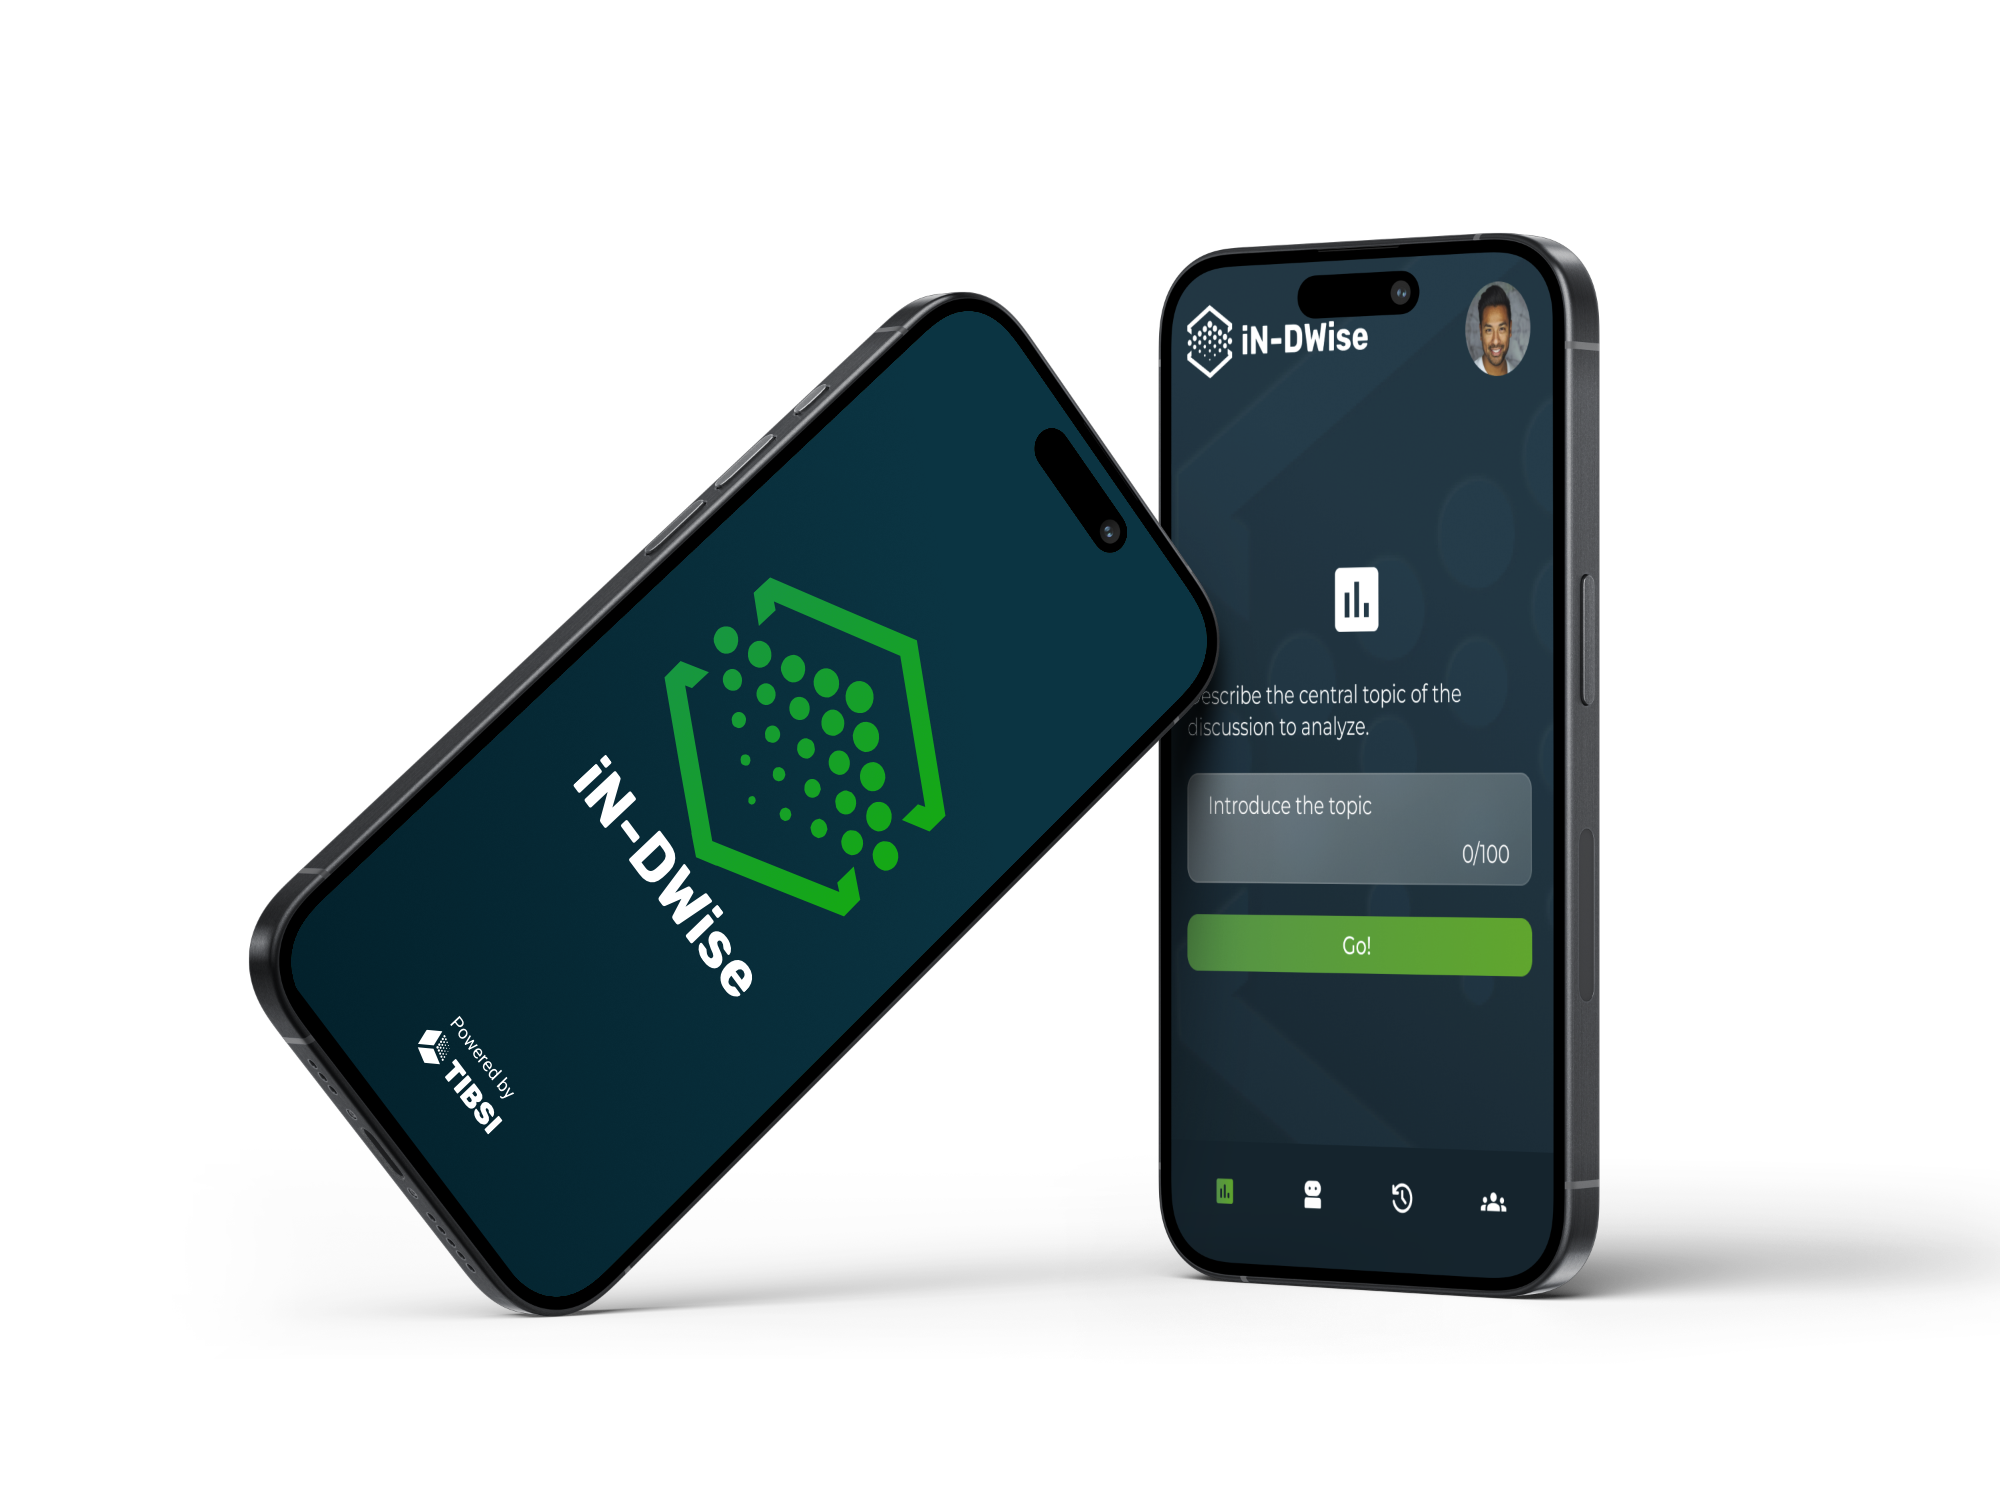 iN-DWise
Powered by
TIBSI
iN-DWise
Describe the central topic of the
discussion to analyze.
Introduce the topic
0/100
Go!